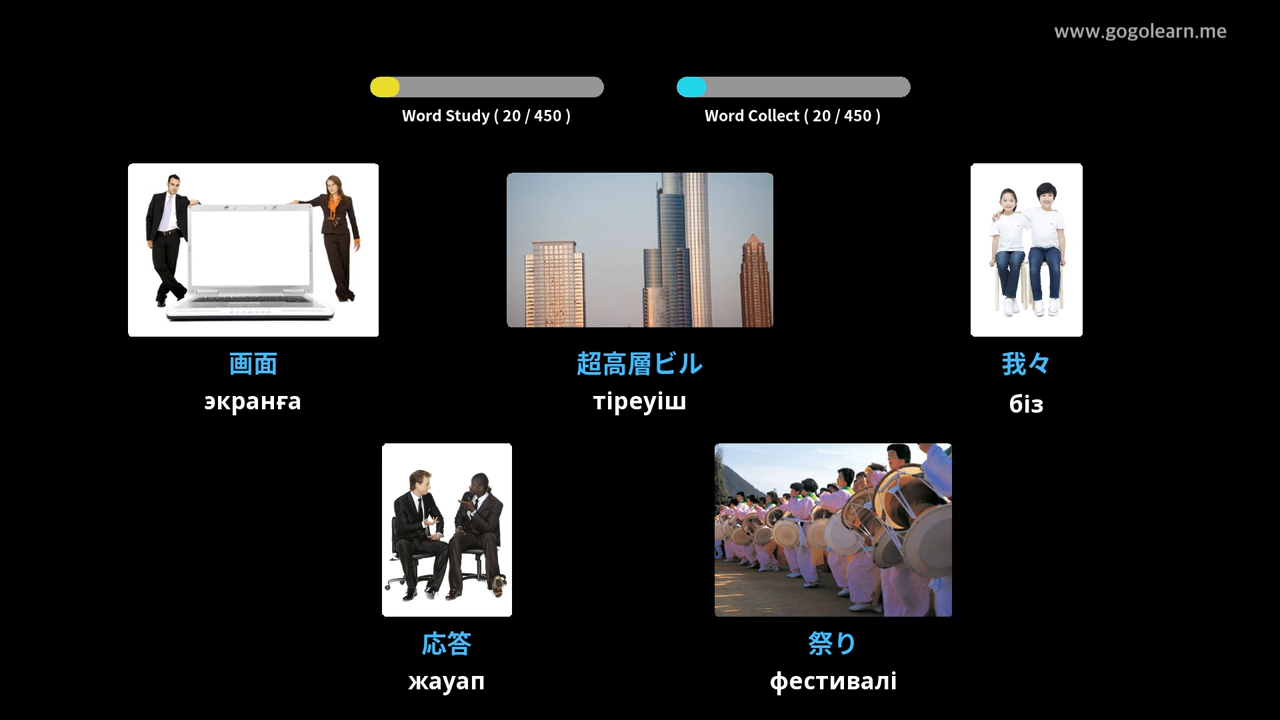 www.gogolearn.me
Word Study ( 20 / 450 )
Word Collect ( 20 / 450 )
画面
экранға
超高層ビル
тіреуіш
我々
біз
応答
жауап
祭り
фестивалі